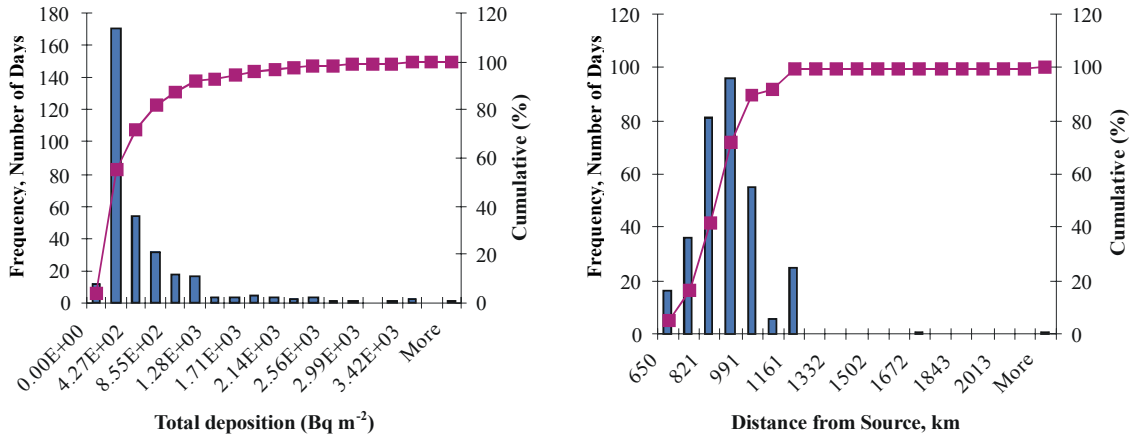 180
160
140
120
100
80
60
40
20
0
Frequency, Number of Days
120
100
80
60
40
20
0
Cumulative (%)
0.00E+00
4.27E+02
8.55E+02
1.28E+03
1.71E+03
2.14E+03
2.56E+03
2.99E+03
3.42E+03
More
Total deposition (Bq m-2)
120
100
80
60
40
20
0
Frequency, Number of Days
120
100
80
60
40
20
0
Cumulative (%)
650
821
991
1161
1332
1502
1672
1843
2013
More
Distance from Source, km